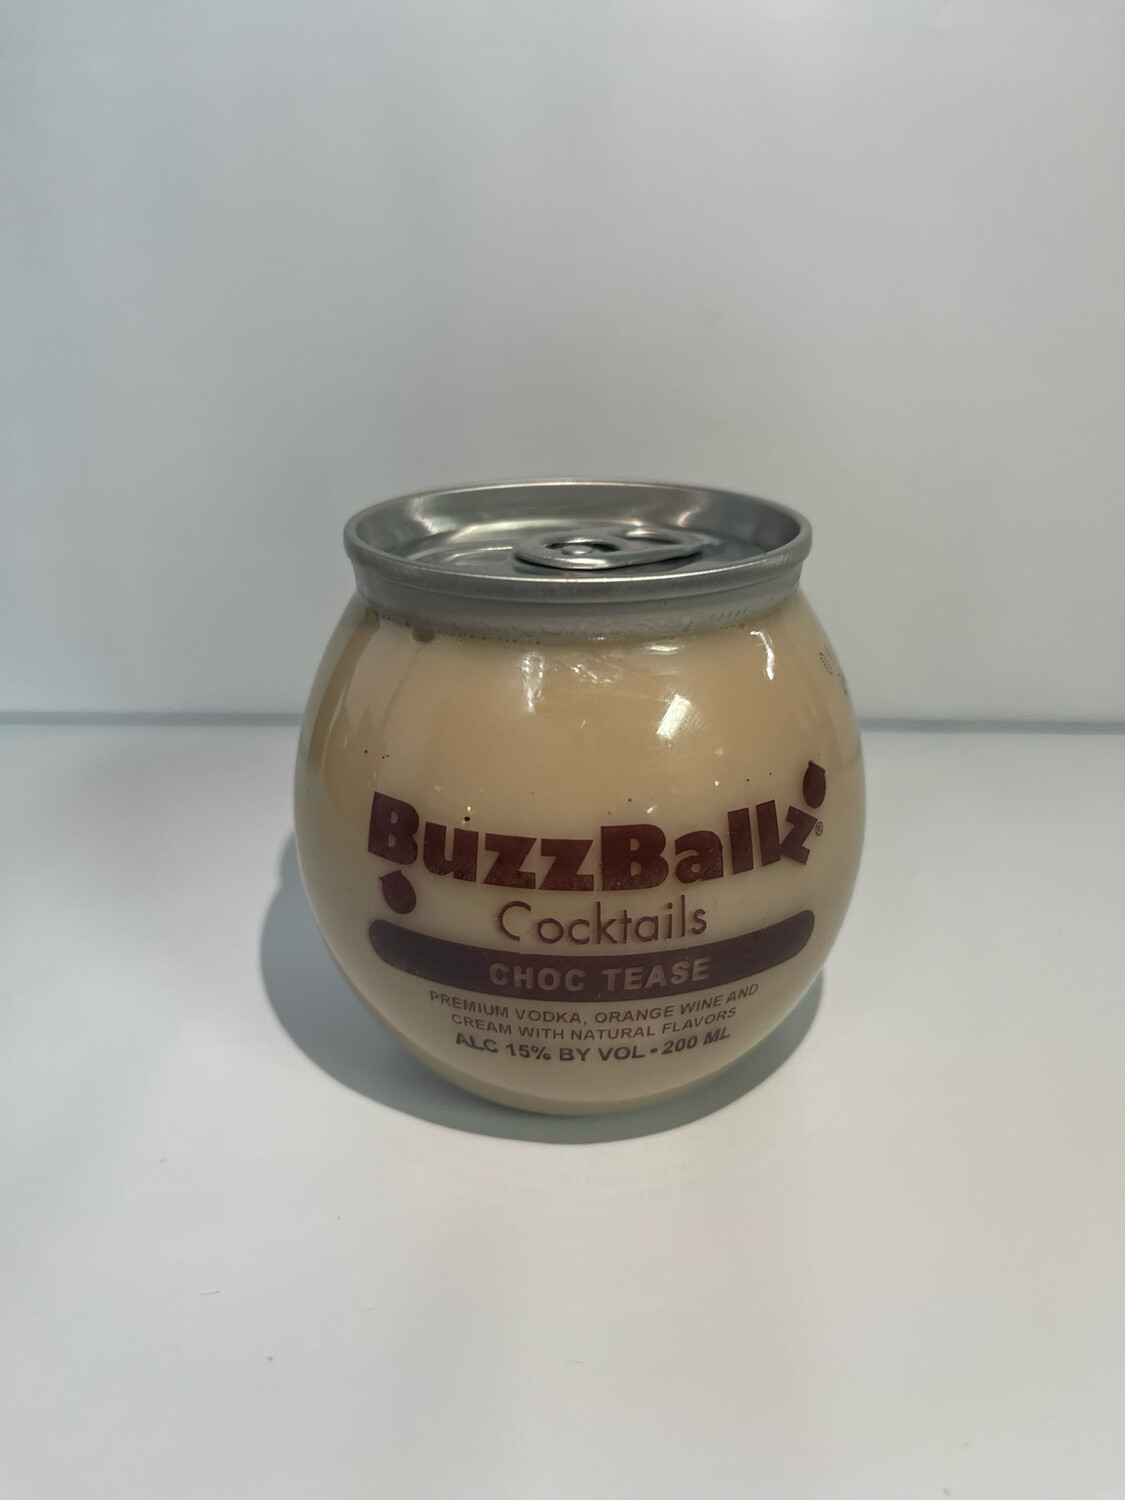 BuzzBallz®
Cocktails
CHOC TEASE
PREMIUM VODKA, ORANGE WINE AND
CREAM WITH NATURAL FLAVORS
ALC 15% BY VOL • 200 ML